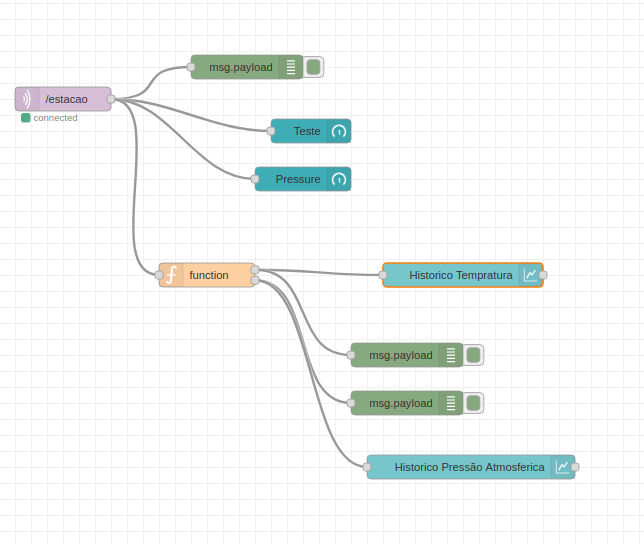 msg.payload
/estacao
connected
Teste
Pressure
function
Historico Tempratura
msg.payload
msg.payload
Historico Pressão Atmosferica